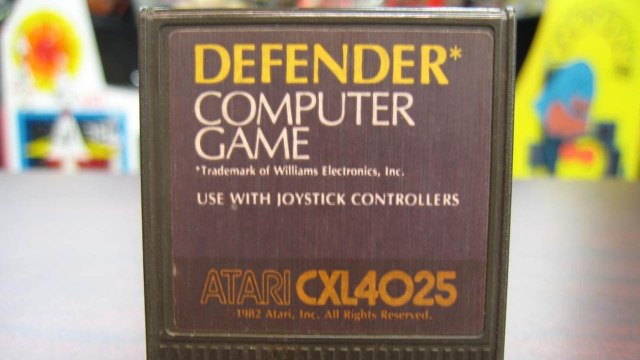 DEFENDER*
COMPUTER
GAME
*Trademark of Williams Electronics, Inc.
USE WITH JOYSTICK CONTROLLERS
ATARI CXL4025
1982 Atari, Inc. All Rights Reserved.